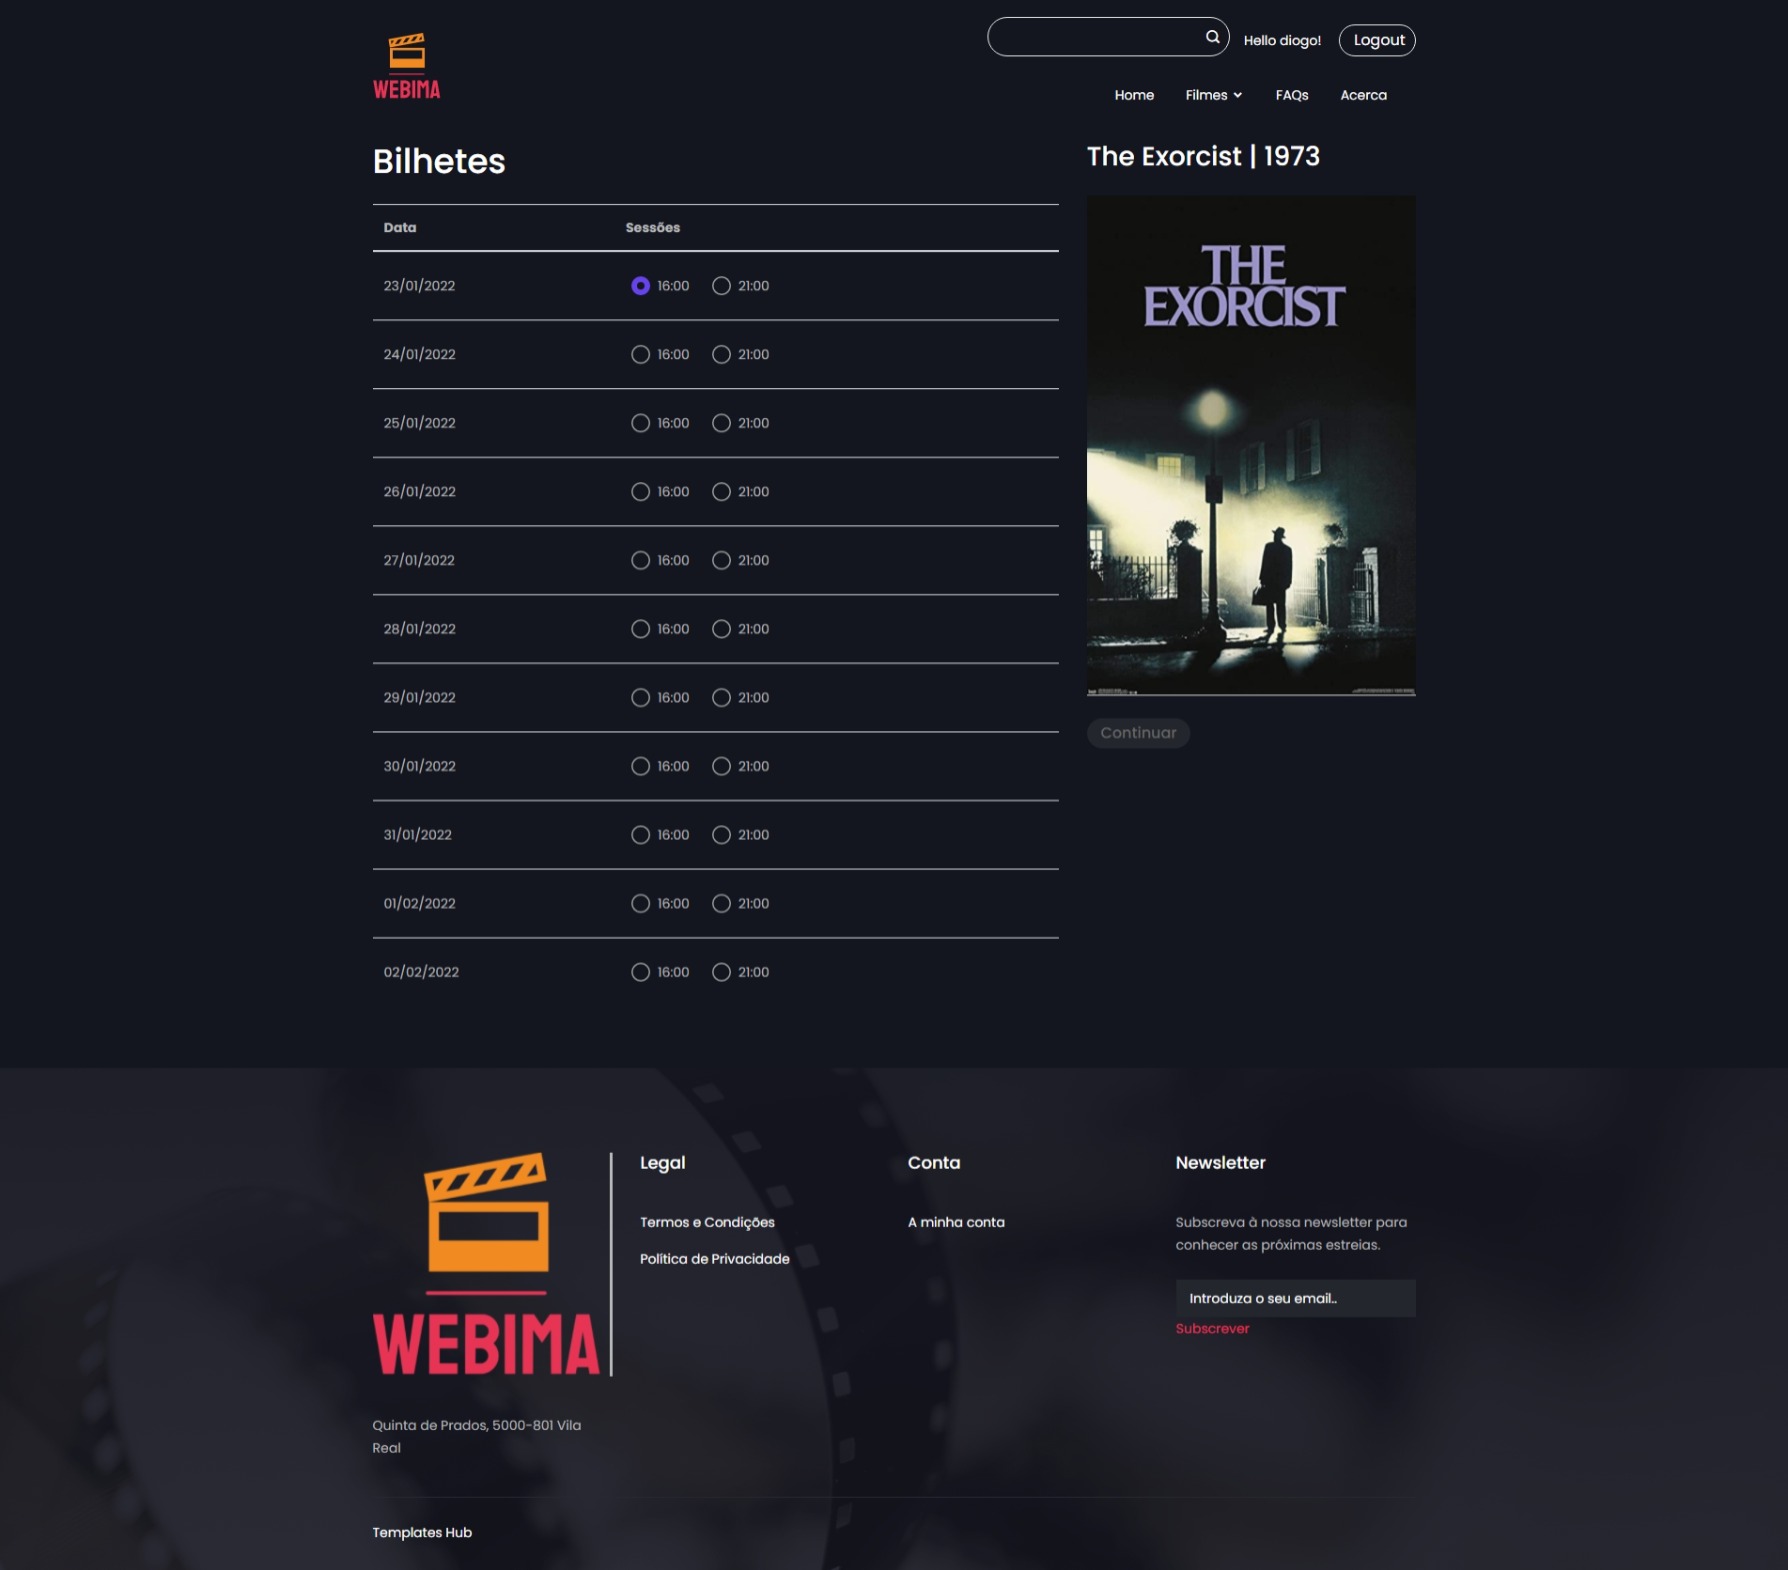 WEBIMA
Hello diogo!
Logout
Home
Filmes
FAQs
Acerca
Bilhetes
Data Sessões
23/01/2022 16:00 21:00
24/01/2022 16:00 21:00
25/01/2022 16:00 21:00
26/01/2022 16:00 21:00
27/01/2022 16:00 21:00
28/01/2022 16:00 21:00
29/01/2022 16:00 21:00
30/01/2022 16:00 21:00
31/01/2022 16:00 21:00
01/02/2022 16:00 21:00
02/02/2022 16:00 21:00
The Exorcist | 1973
THE
EXORCIST
Continuar
WEBIMA
Quinta de Prados, 5000-801 Vila
Real
Legal
Termos e Condições
Política de Privacidade
Conta
A minha conta
Newsletter
Subscreva à nossa newsletter para
conhecer as próximas estreias.
Introduza o seu email..
Subscrever
Templates Hub